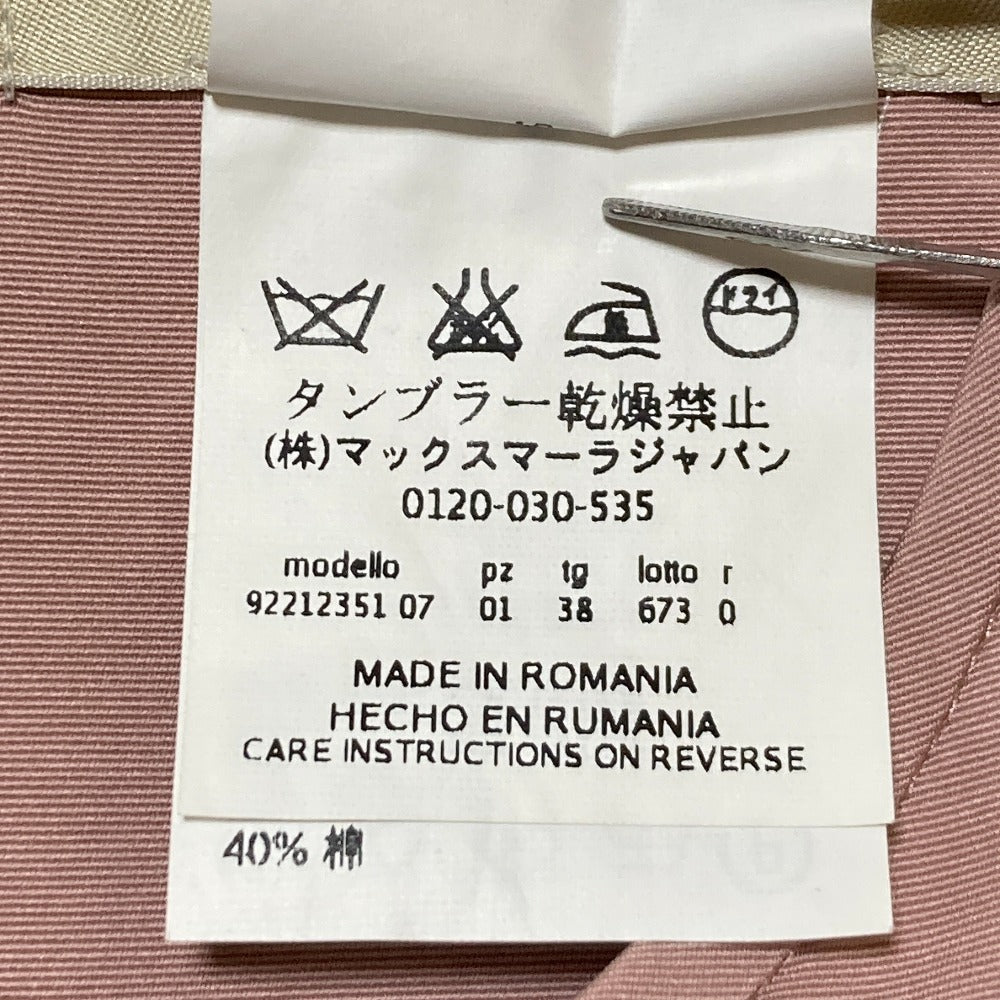 ドライ
タンブラー乾燥禁止
(株)マックスマーラジャパン
0120-030-535
modello pz tg lotto r
92212351 07 01 38 673 0
MADE IN ROMANIA
HECHO EN RUMANIA
CARE INSTRUCTIONS ON REVERSE
40% 綿